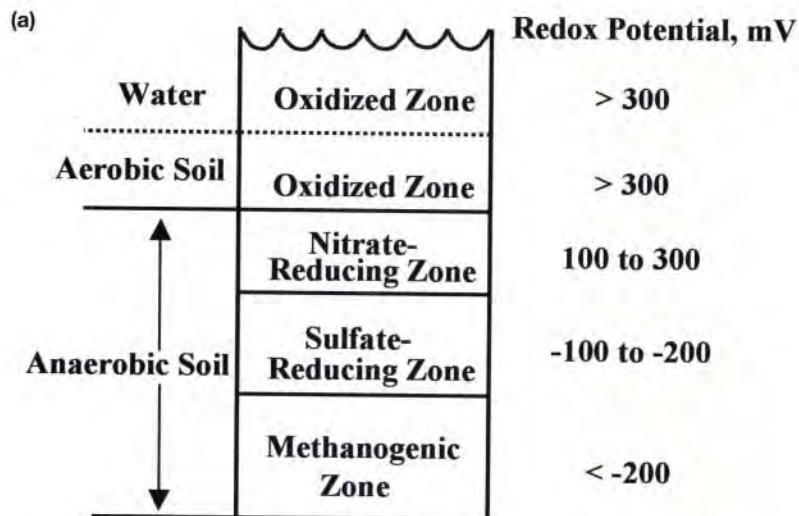 (a)
Redox Potential, mV
Water
Oxidized Zone
> 300
Aerobic Soil
Oxidized Zone
> 300
Nitrate-
Reducing Zone
100 to 300
Anaerobic Soil
Sulfate-
Reducing Zone
-100 to -200
Methanogenic
Zone
< -200